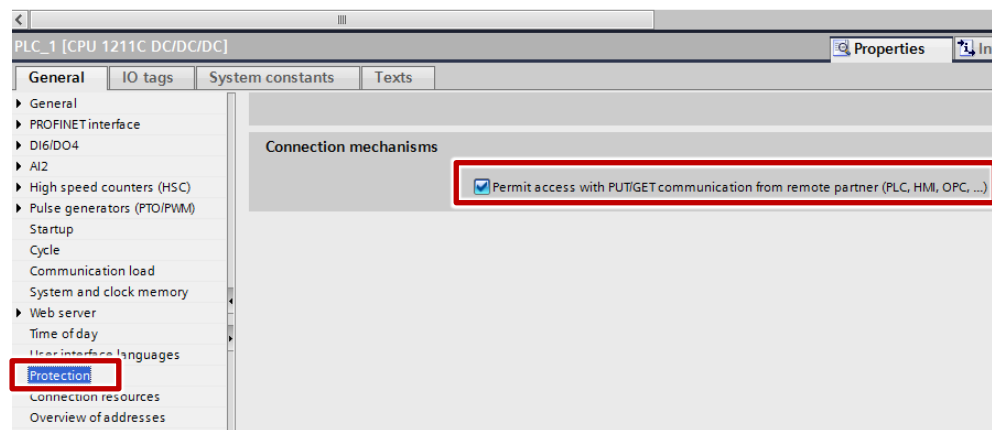 PLC_1 [CPU 1211C DC/DC/DC]
Properties
In
General IO tags System constants Texts
General
PROFINET interface
DI6/DO4
AI2
High speed counters (HSC)
Pulse generators (PTO/PWM)
Startup
Cycle
Communication load
System and clock memory
Web server
Time of day
User interface languages
Protection
Connection resources
Overview of addresses
Connection mechanisms
Permit access with PUT/GET communication from remote partner (PLC, HMI, OPC, ...)